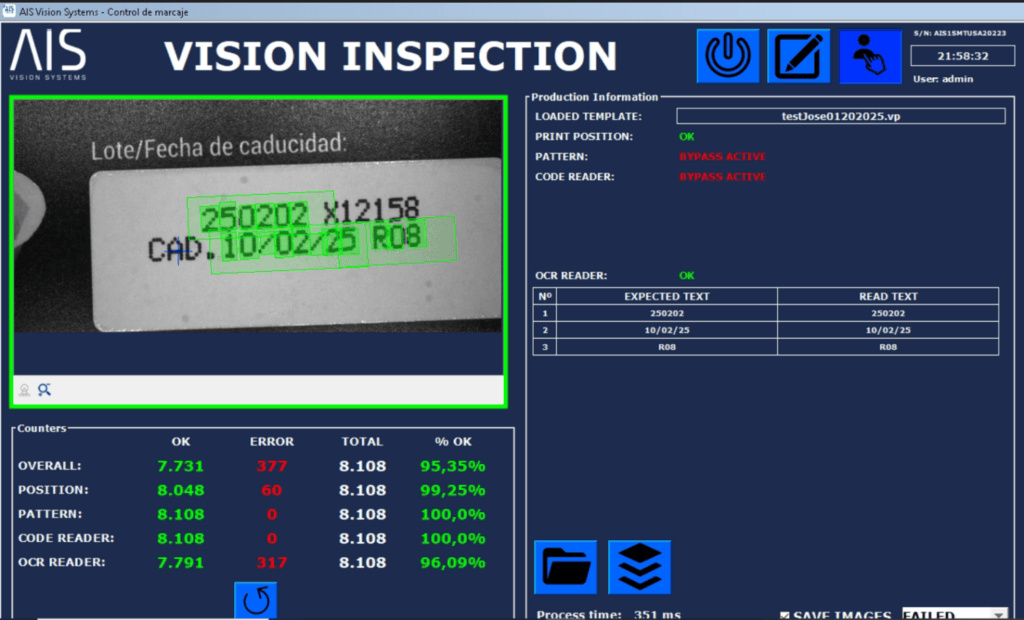 AIS Vision Systems - Control de marcaje
AIS
VISION SYSTEMS
VISION INSPECTION
S/N: AIS1SMTUSA20223
21:58:32
User: admin
Lote/Fecha de caducidad:
250202 X12158
CAD. 10/02/25 R08
Production Information
LOADED TEMPLATE: testJose01202025.vp
PRINT POSITION: OK
PATTERN: BYPASS ACTIVE
CODE READER: BYPASS ACTIVE
OCR READER: OK
Nº EXPECTED TEXT READ TEXT
1 250202 250202
2 10/02/25 10/02/25
3 R08 R08
Counters
OK ERROR TOTAL % OK
OVERALL: 7.731 377 8.108 95,35%
POSITION: 8.048 60 8.108 99,25%
PATTERN: 8.108 0 8.108 100,0%
CODE READER: 8.108 0 8.108 100,0%
OCR READER: 7.791 317 8.108 96,09%
Process time: 351 ms
SAVE IMAGES FAILED